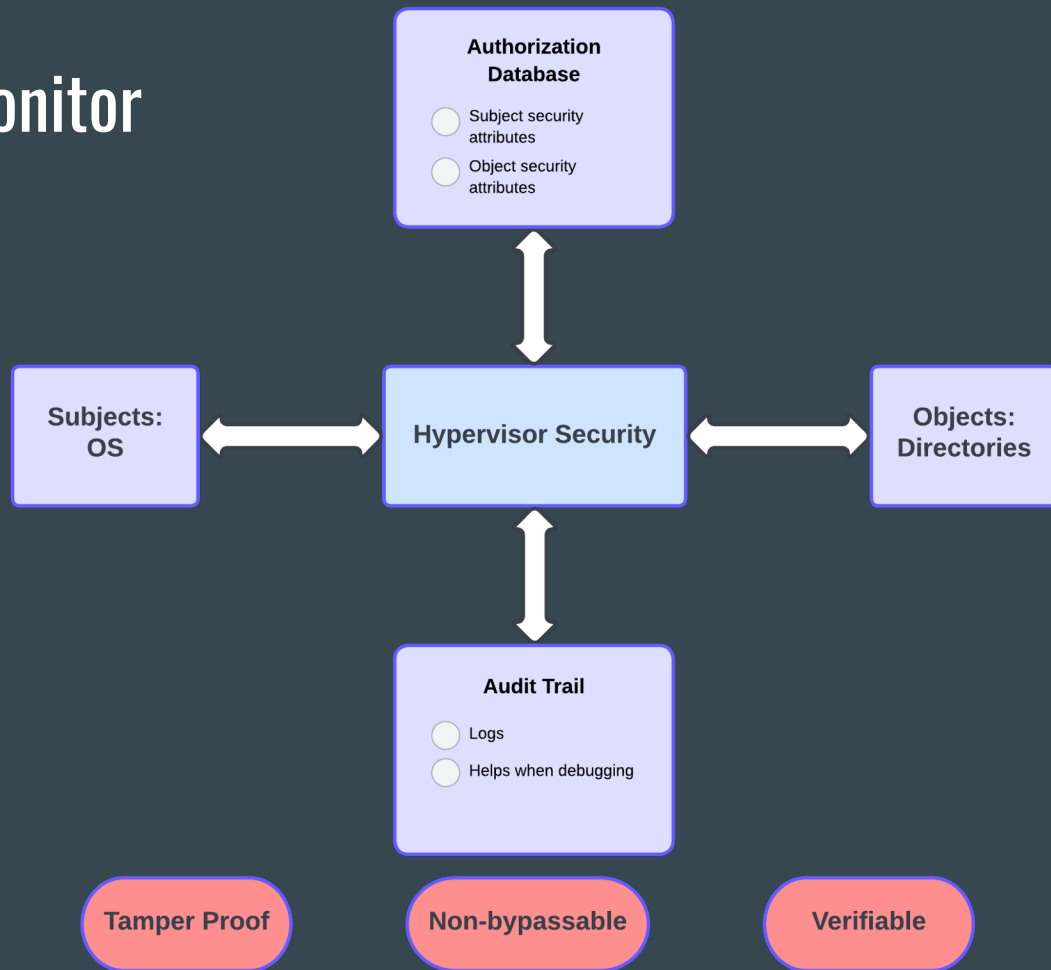 onitor
Authorization
Database
Subject security
attributes
Object security
attributes
Subjects:
OS
Hypervisor Security
Objects:
Directories
Audit Trail
Logs
Helps when debugging
Tamper Proof
Non-bypassable
Verifiable